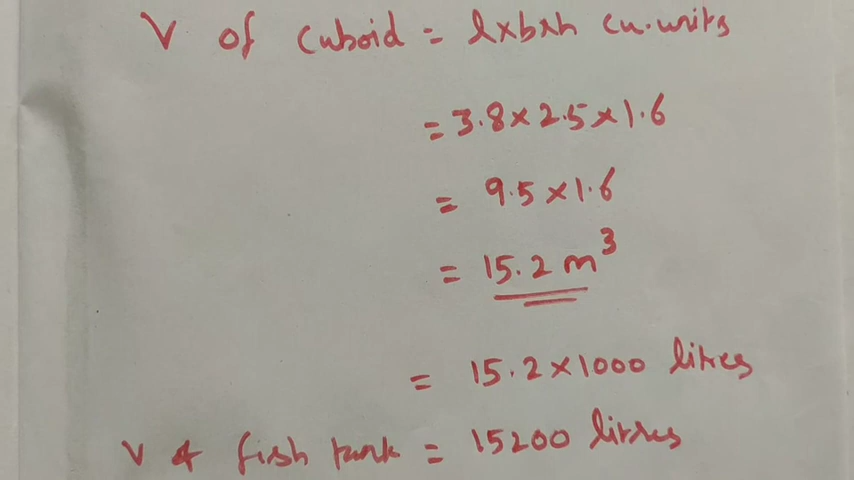 V of cuboid = l×b×h cu.units
= 3.8×2.5×1.6
= 9.5×1.6
= 15.2 m³
= 15.2×1000 litres
V of fish tank = 15200 litres